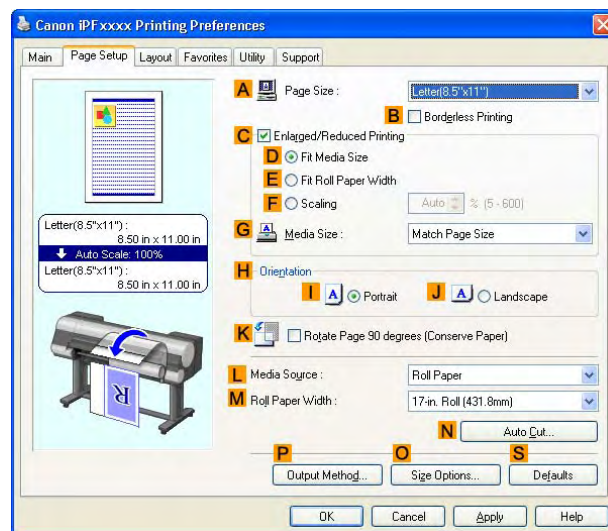 Canon iPFxxxx Printing Preferences
Main Page Setup Layout Favorites Utility Support
A Page Size : Letter(8.5"x11")
B Borderless Printing
C Enlarged/Reduced Printing
D Fit Media Size
E Fit Roll Paper Width
F Scaling Auto % (5 - 600)
G Media Size : Match Page Size
H Orientation
I A Portrait J A Landscape
K Rotate Page 90 degrees (Conserve Paper)
L Media Source : Roll Paper
M Roll Paper Width : 17-in. Roll (431.8mm)
N Auto Cut...
P O S
Output Method... Size Options... Defaults
Letter(8.5"x11") :
8.50 in x 11.00 in
Auto Scale: 100%
Letter(8.5"x11") :
8.50 in x 11.00 in
R
OK Cancel Apply Help